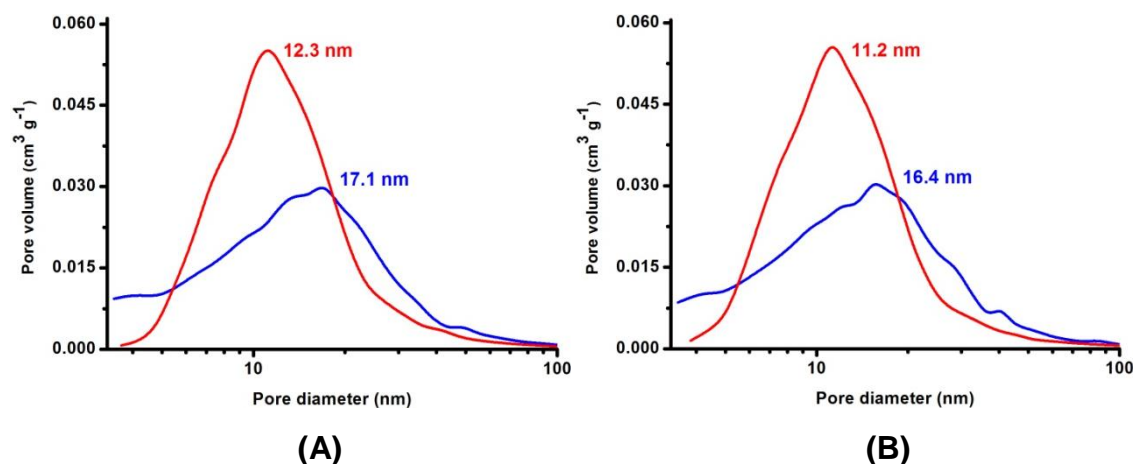 0.060
0.045
0.030
0.015
0.000
Pore volume (cm³ g⁻¹)
12.3 nm
17.1 nm
10
100
Pore diameter (nm)
(A)
0.060
0.045
0.030
0.015
0.000
Pore volume (cm³ g⁻¹)
11.2 nm
16.4 nm
10
100
Pore diameter (nm)
(B)